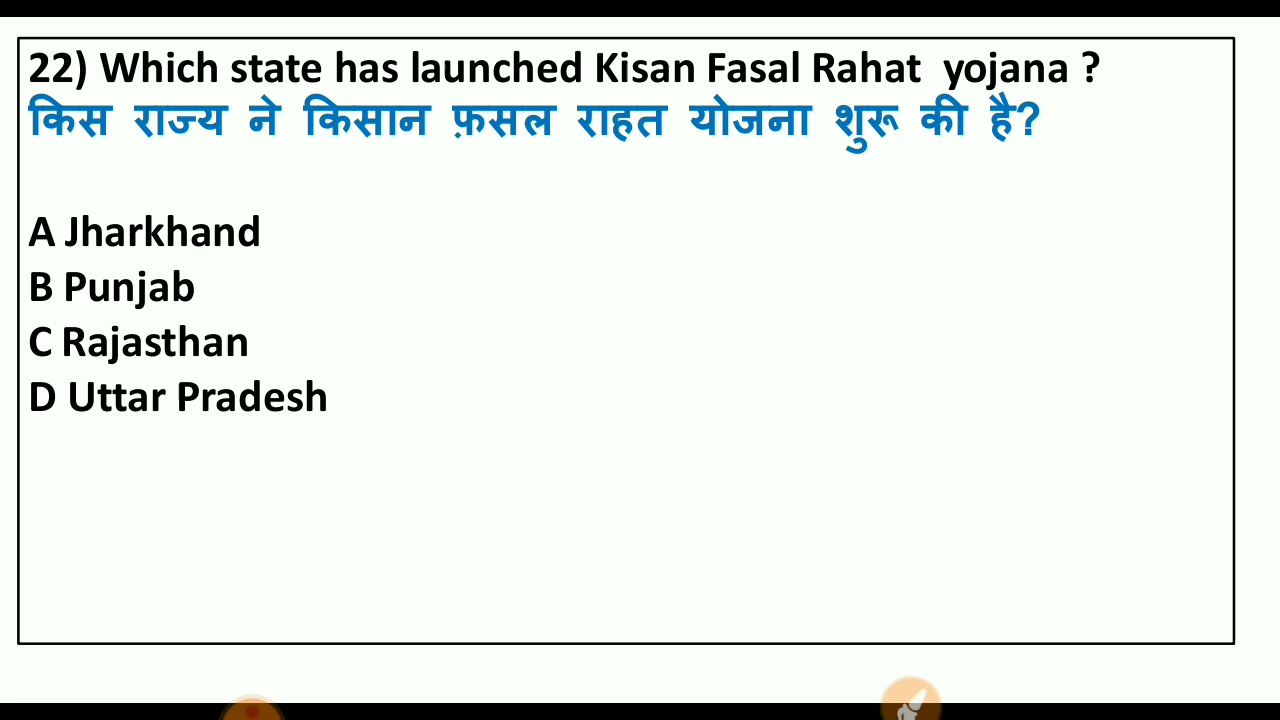 22) Which state has launched Kisan Fasal Rahat yojana ?
किस राज्य ने किसान फ़सल राहत योजना शुरू की है?
A Jharkhand
B Punjab
C Rajasthan
D Uttar Pradesh